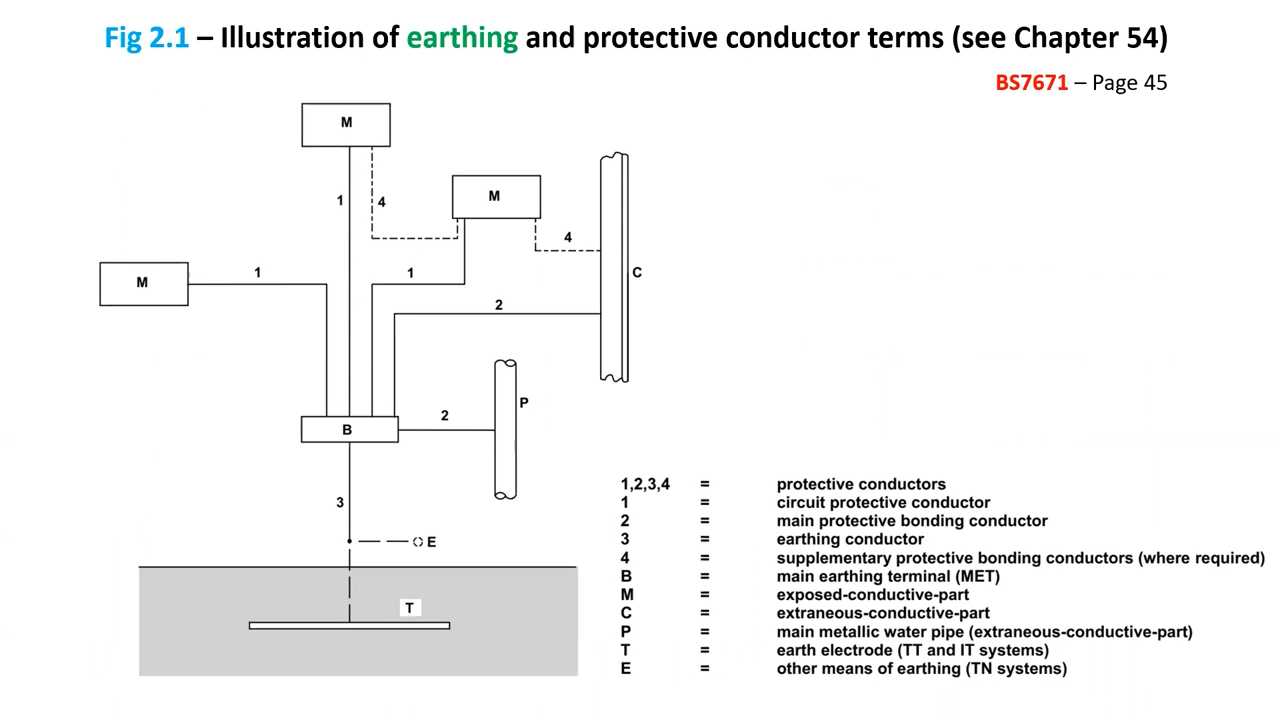 Fig 2.1 – Illustration of earthing and protective conductor terms (see Chapter 54)
BS7671 – Page 45
M
M
1
4
4
M
1
1
C
2
P
B
2
3
E
T
1,2,3,4 = protective conductors
1 = circuit protective conductor
2 = main protective bonding conductor
3 = earthing conductor
4 = supplementary protective bonding conductors (where required)
B = main earthing terminal (MET)
M = exposed-conductive-part
C = extraneous-conductive-part
P = main metallic water pipe (extraneous-conductive-part)
T = earth electrode (TT and IT systems)
E = other means of earthing (TN systems)